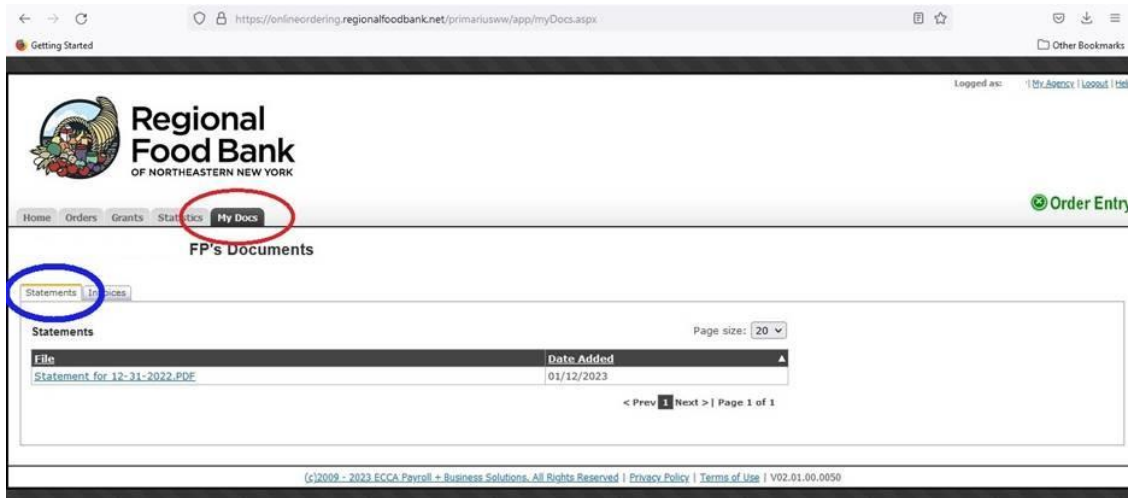 https://onlineordering.regionalfoodbank.net/primariusww/app/myDocs.aspx
Getting Started
Other Bookmarks
Logged as: | My Agency | Logout | Hel
Regional
Food Bank
OF NORTHEASTERN NEW YORK
Order Entry
Home Orders Grants Statistics My Docs
FP's Documents
Statements Invoices
Statements Page size: 20
File Date Added
Statement for 12-31-2022.PDF 01/12/2023
< Prev 1 Next > | Page 1 of 1
(c)2009 - 2023 ECCA Payroll + Business Solutions. All Rights Reserved | Privacy Policy | Terms of Use | V02.01.00.0050